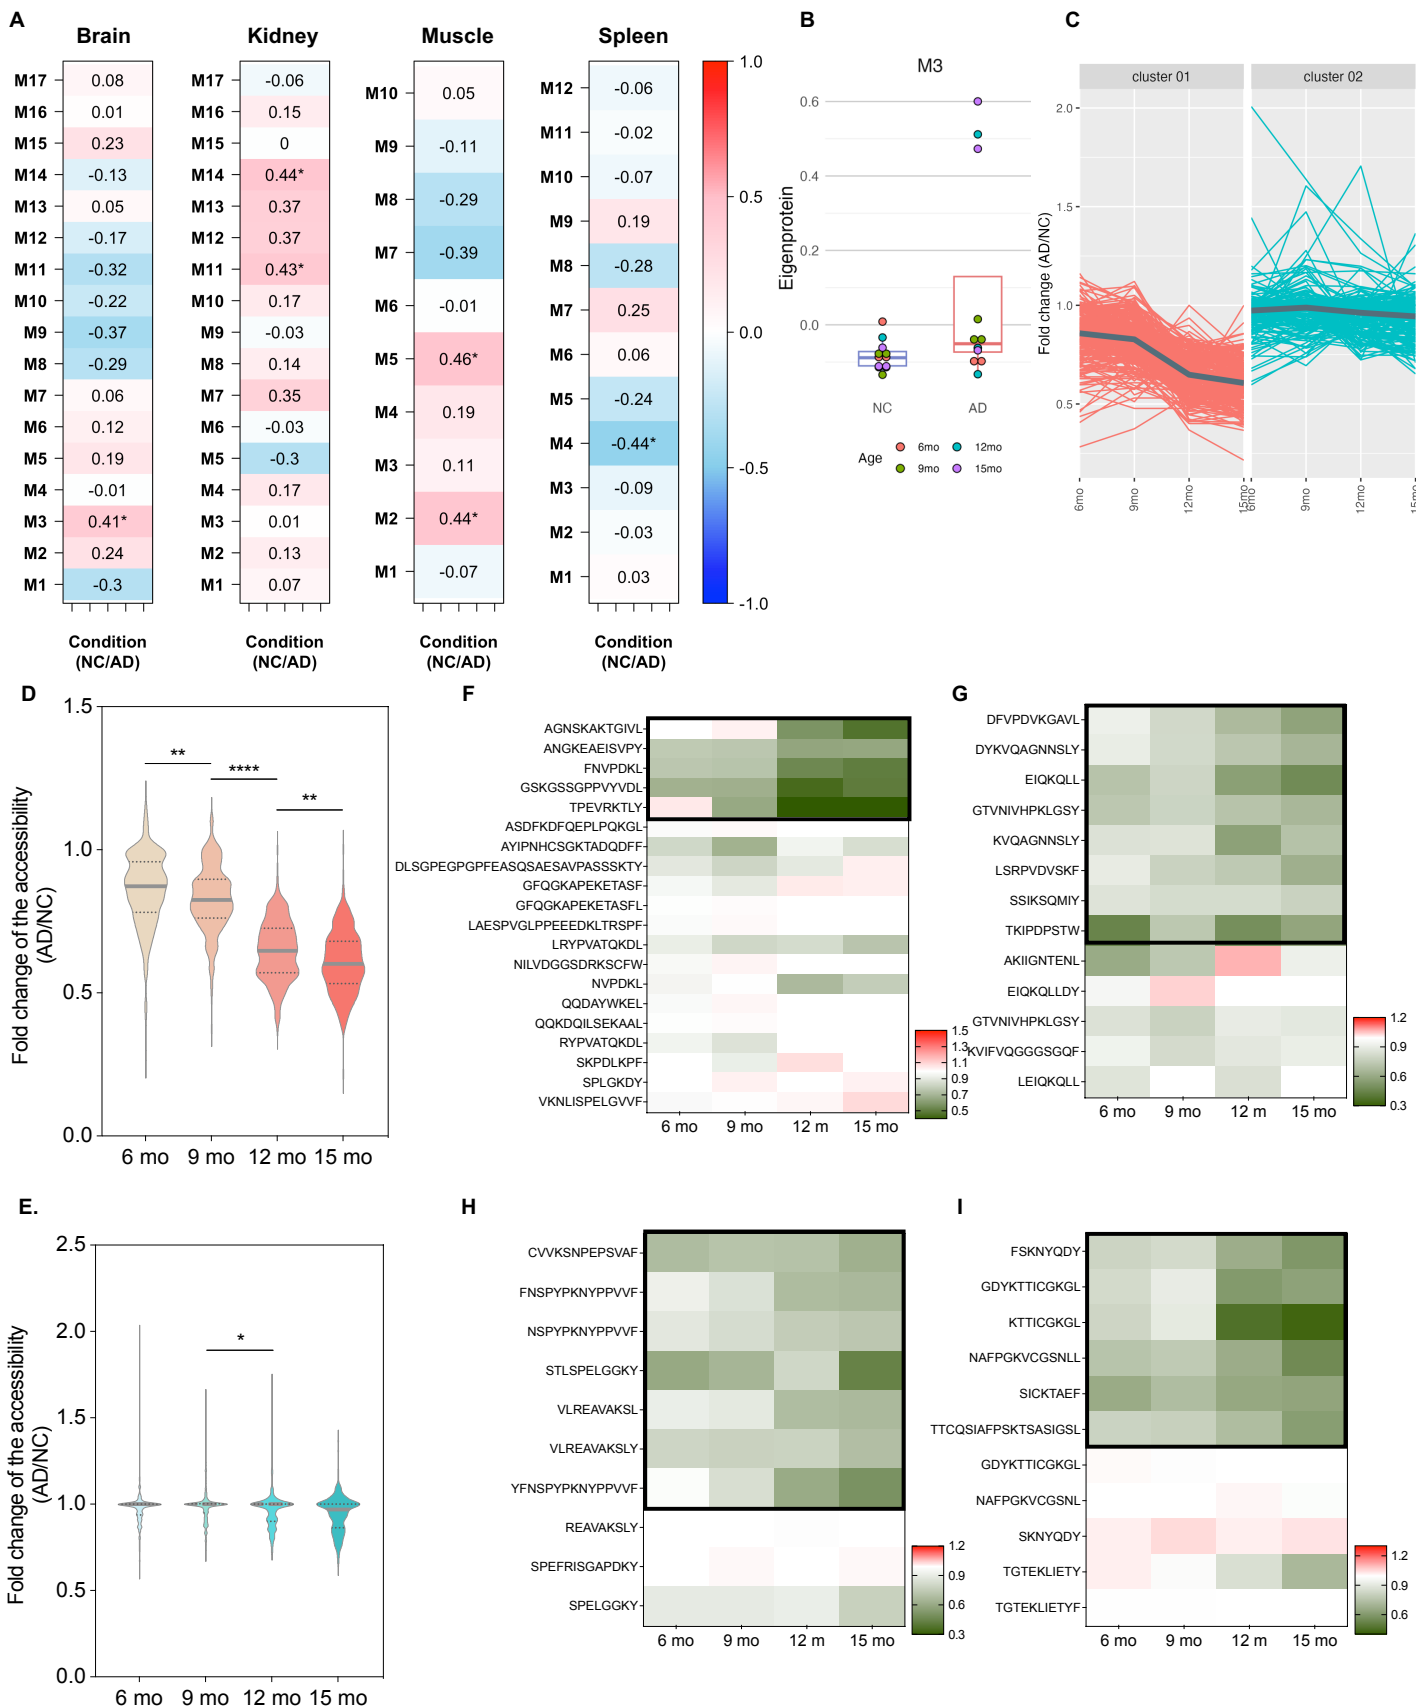 A
Brain
M17
0.08
M16
0.01
M15
0.23
M14
-0.13
M13
0.05
M12
-0.17
M11
-0.32
M10
-0.22
M9
-0.37
M8
-0.29
M7
0.06
M6
0.12
M5
0.19
M4
-0.01
M3
0.41*
M2
0.24
M1
-0.3
Condition
(NC/AD)
Kidney
M17
-0.06
M16
0.15
M15
0
M14
0.44*
M13
0.37
M12
0.37
M11
0.43*
M10
0.17
M9
-0.03
M8
0.14
M7
0.35
M6
-0.03
M5
-0.3
M4
0.17
M3
0.01
M2
0.13
M1
0.07
Condition
(NC/AD)
Muscle
M10
0.05
M9
-0.11
M8
-0.29
M7
-0.39
M6
-0.01
M5
0.46*
M4
0.19
M3
0.11
M2
0.44*
M1
-0.07
Condition
(NC/AD)
Spleen
M12
-0.06
M11
-0.02
M10
-0.07
M9
0.19
M8
-0.28
M7
0.25
M6
0.06
M5
-0.24
M4
-0.44*
M3
-0.09
M2
-0.03
M1
0.03
Condition
(NC/AD)
1.0
0.5
0.0
-0.5
-1.0
B
M3
Eigenprotein
0.6
0.4
0.2
0.0
NC
AD
Age
6mo
12mo
9mo
15mo
C
cluster 01
cluster 02
Fold change (AD/NC)
2.0
1.5
1.0
0.5
6mo
9mo
12mo
15mo
6mo
9mo
12mo
15mo
D
Fold change of the accessibility
(AD/NC)
1.5
1.0
0.5
0.0
**
****
**
6 mo
9 mo
12 mo
15 mo
F
AGNSKAKTGIVL
ANGKEAEISVPY
FNVPDKL
GSKGSSGPPVYVDL
TPEVRKTLY
ASDFKDFQEPLPQKGL
AYIPNHCSGKTADQDFF
DLSGPEGPGPFEASQSAESAVPASSSKTY
GFQGKAPEKETASF
GFQGKAPEKETASFL
LAESPVGLPPEEEDKLTRSPF
LRYPVATQKDL
NILVDGGSDRKSCFW
NVPDKL
QQDAYWKEL
QQKDQILSEKAAL
RYPVATQKDL
SKPDLKPF
SPLGKDY
VKNLISPELGVVF
6 mo
9 mo
12 m
15 mo
1.5
1.3
1.1
0.9
0.7
0.5
G
DFVPDVKGAVL
DYKVQAGNNSLY
EIQKQLL
GTVNIVHPKLGSY
KVQAGNNSLY
LSRPVDVSKF
SSIKSQMIY
TKIPDPSTW
AKIIGNTENL
EIQKQLLDY
GTVNIVHPKLGSY
KVIFVQGGGSGQF
LEIQKQLL
6 mo
9 mo
12 mo
15 mo
1.2
0.9
0.6
0.3
E.
Fold change of the accessibility
(AD/NC)
2.5
2.0
1.5
1.0
0.5
0.0
*
6 mo
9 mo
12 mo
15 mo
H
CVVKSNPEPSVAF
FNSPYPKNYPPVVF
NSPYPKNYPPVVF
STLSPELGGKY
VLREAVAKSL
VLREAVAKSLY
YFNSPYPKNYPPVVF
REAVAKSLY
SPEFRISGAPDKY
SPELGGKY
6 mo
9 mo
12 m
15 mo
1.2
0.9
0.6
0.3
I
FSKNYQDY
GDYKTTICGKGL
KTTICGKGL
NAFPGKVCGSNLL
SICKTAEF
TTCQSIAFPSKTSASIGSL
GDYKTTICGKGL
NAFPGKVCGSNL
SKNYQDY
TGTEKLIETY
TGTEKLIETYF
6 mo
9 mo
12 mo
15 mo
1.2
0.9
0.6